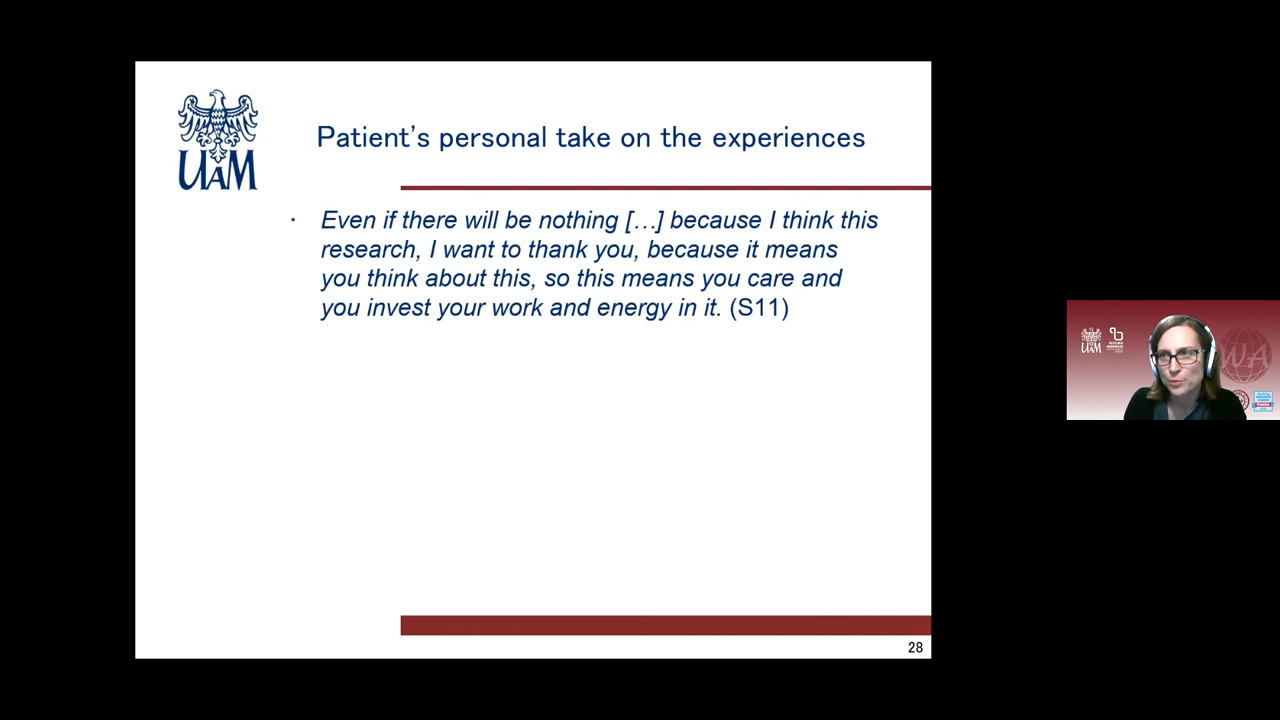 UAM
Patient's personal take on the experiences
· Even if there will be nothing […] because I think this
research, I want to thank you, because it means
you think about this, so this means you care and
you invest your work and energy in it. (S11)
UAM
WA
28